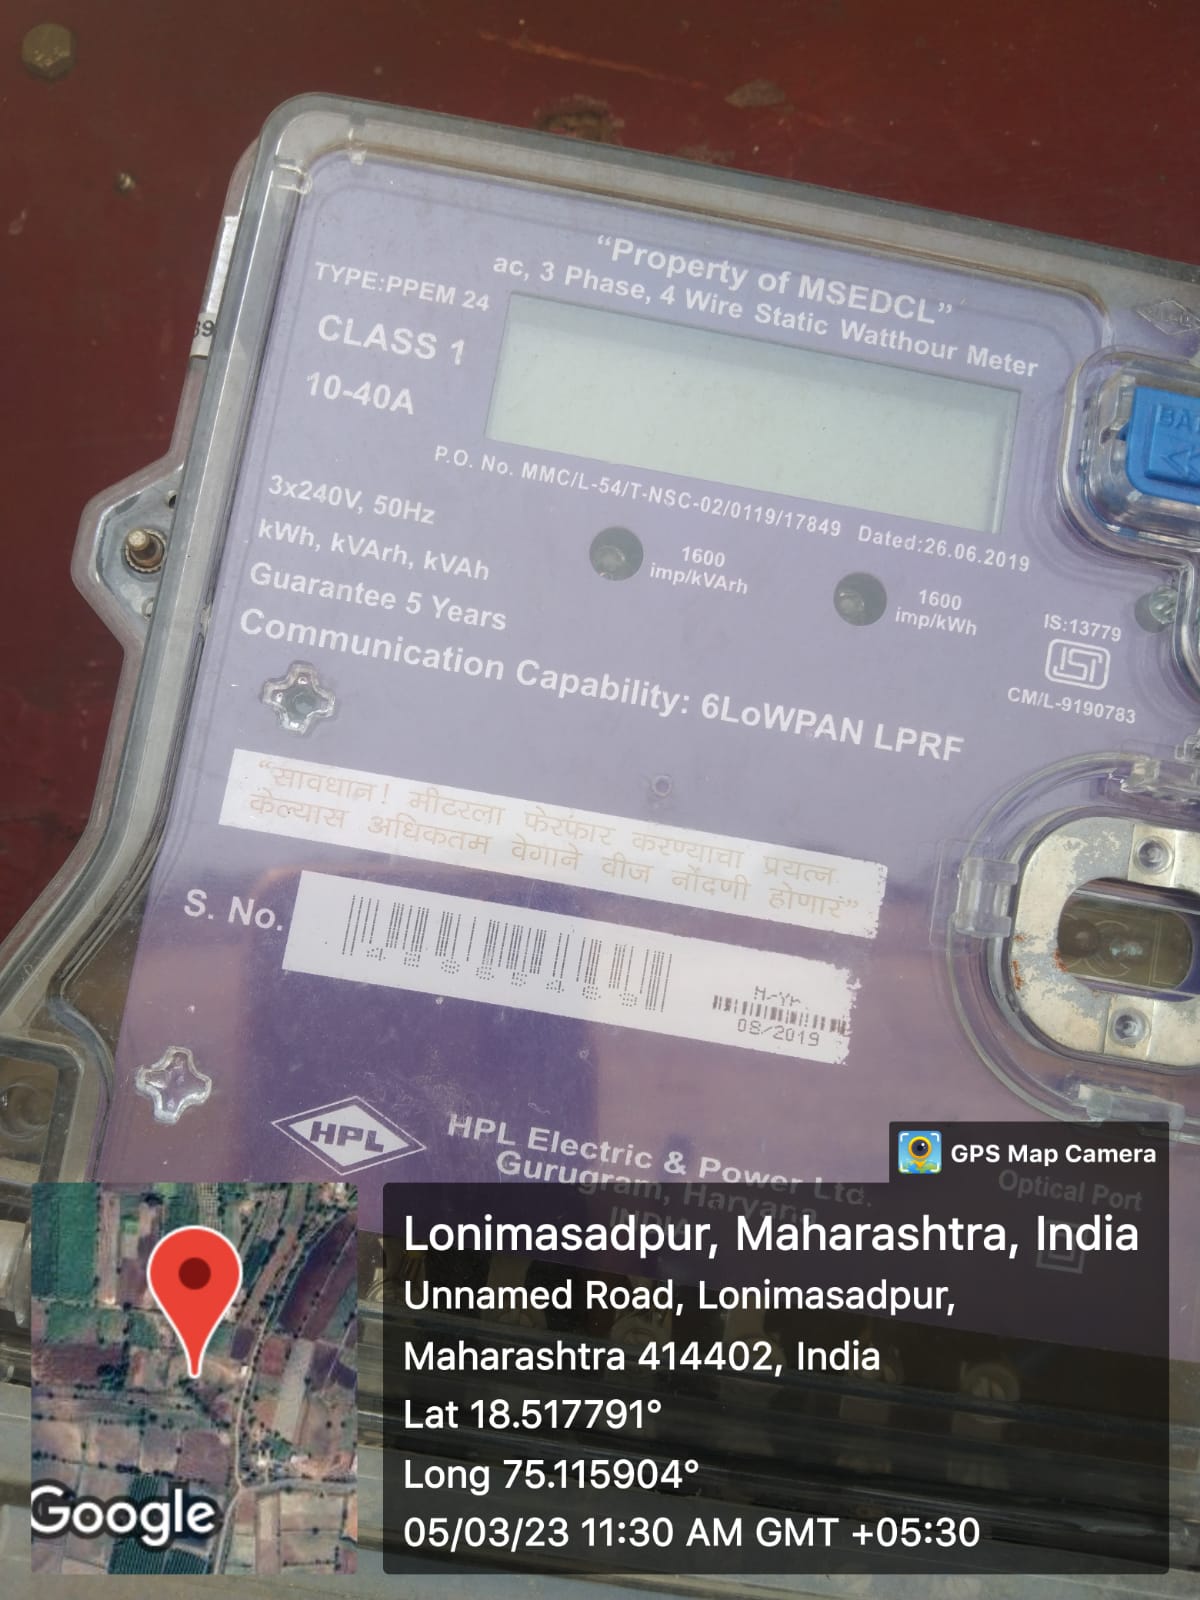 “Property of MSEDCL”
ac, 3 Phase, 4 Wire Static Watthour Meter
TYPE:PPEM 24
CLASS 1
10-40A
P.O. No. MMC/L-54/T-NSC-02/0119/17849 Dated:26.06.2019
3x240V, 50Hz
kWh, kVArh, kVAh
Guarantee 5 Years
Communication Capability: 6LoWPAN LPRF
1600
imp/kVArh
1600
imp/kWh
IS:13779
ISI
CM/L-9190783
“सावधान! मीटरला फेरफार करण्याचा प्रयत्न
केल्यास अधिकतम वेगाने वीज नोंदणी होणार”
S. No.
08/2019
HPL
HPL Electric & Power Ltd.
Gurugram, Haryana
INDIA
Optical Port
GPS Map Camera
Lonimasadpur, Maharashtra, India
Unnamed Road, Lonimasadpur,
Maharashtra 414402, India
Lat 18.517791°
Long 75.115904°
05/03/23 11:30 AM GMT +05:30
Google